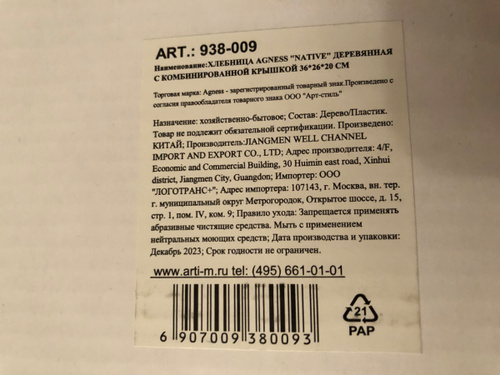 ART.: 938-009
Наименование:ХЛЕБНИЦА AGNESS "NATIVE" ДЕРЕВЯННАЯ
С КОМБИНИРОВАННОЙ КРЫШКОЙ 36*26*20 СМ
Торговая марка: Agness - зарегистрированный товарный знак.Произведено с
согласия правообладателя товарного знака ООО "Арт-стиль"
Назначение: хозяйственно-бытовое; Состав: Дерево/Пластик.
Товар не подлежит обязательной сертификации. Произведено:
КИТАЙ; Производитель:JIANGMEN WELL CHANNEL
IMPORT AND EXPORT CO., LTD; Адрес производителя: 4/F,
Economic and Commercial Building, 30 Huimin east road, Xinhui
district, Jiangmen City, Guangdon; Импортер: ООО
"ЛОГОТРАНС+"; Адрес импортера: 107143, г. Москва, вн. тер.
г. муниципальный округ Метрогородок, Открытое шоссе, д. 15,
стр. 1, пом. IV, ком. 9; Правило ухода: Запрещается применять
абразивные чистящие средства. Мыть с применением
нейтральных моющих средств; Дата производства и упаковки:
Декабрь 2023; Срок годности не ограничен.
www.arti-m.ru tel: (495) 661-01-01
6 907009 380093
21
PAP